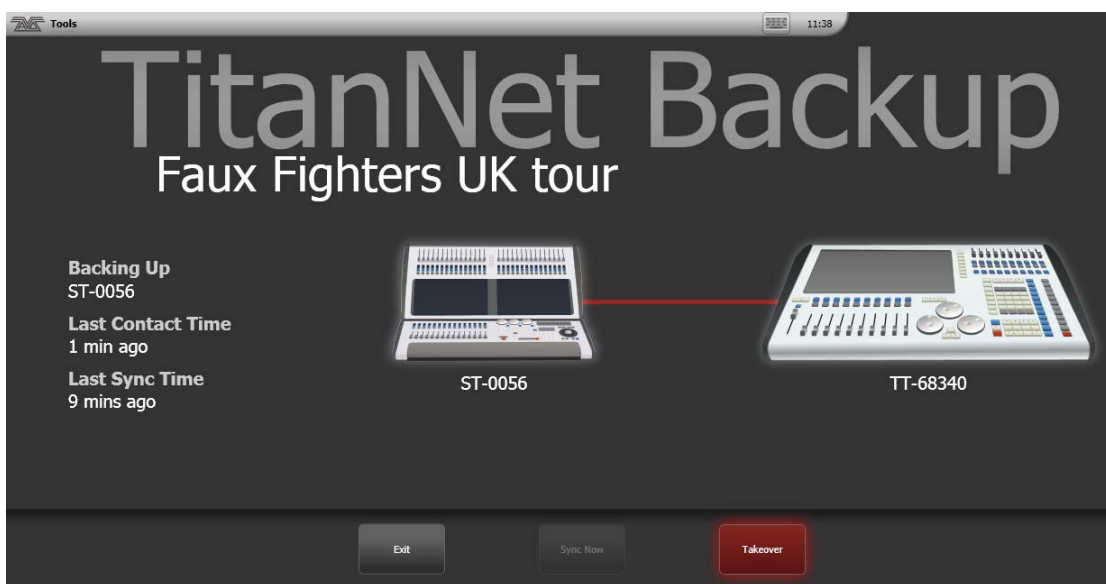 Tools
11:38
TitanNet Backup
Faux Fighters UK tour
Backing Up
ST-0056
Last Contact Time
1 min ago
Last Sync Time
9 mins ago
ST-0056
TT-68340
Exit
Sync Now
Takeover